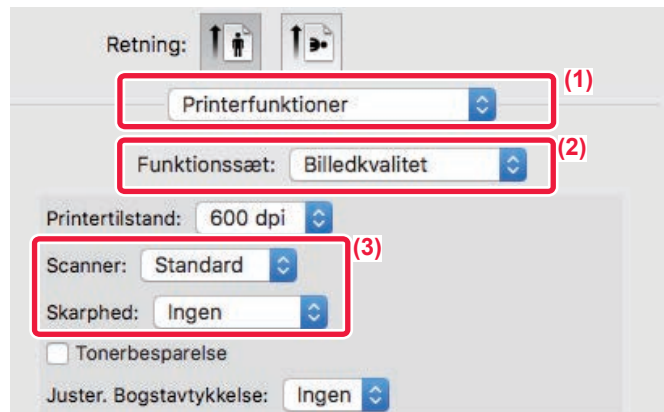 Retning:
(1)
Printerfunktioner
(2)
Funktionssæt: Billedkvalitet
Printertilstand: 600 dpi
(3)
Scanner: Standard
Skarphed: Ingen
Tonerbesparelse
Juster. Bogstavtykkelse: Ingen